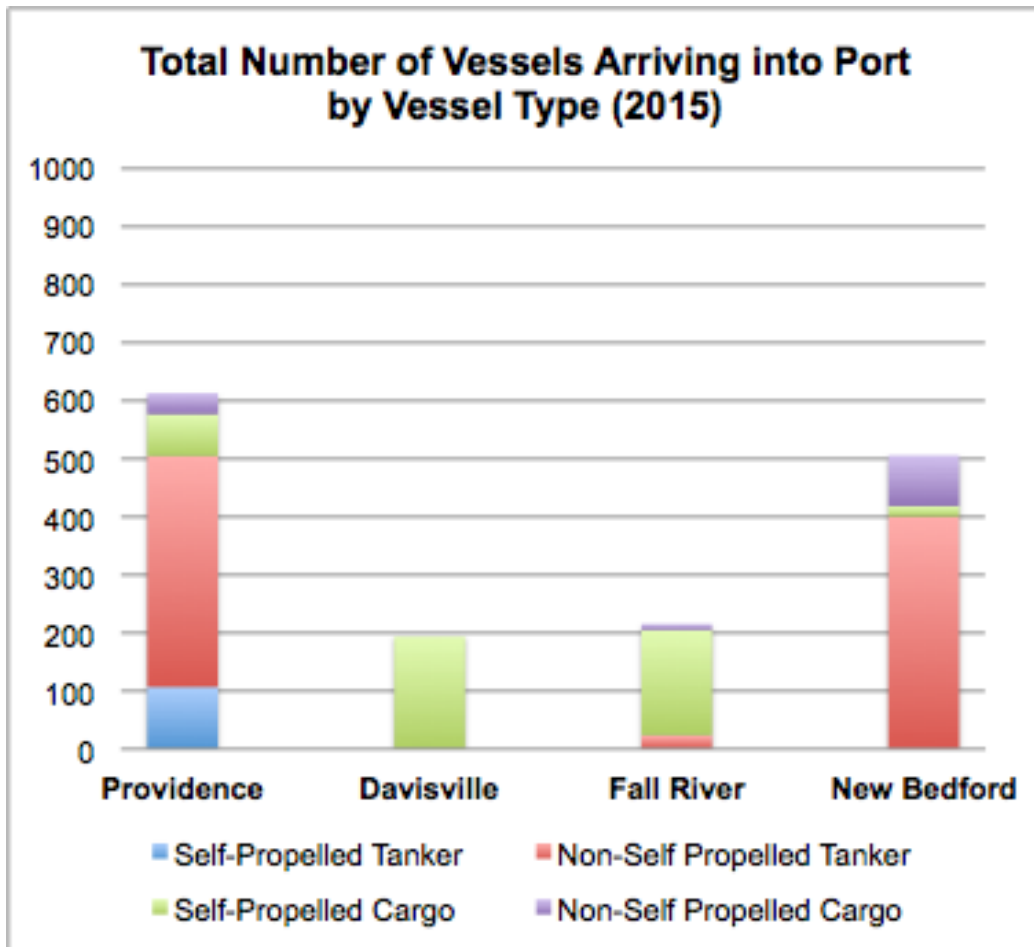 Total Number of Vessels Arriving into Port
by Vessel Type (2015)
1000
900
800
700
600
500
400
300
200
100
0
Providence Davisville Fall River New Bedford
Self-Propelled Tanker Non-Self Propelled Tanker
Self-Propelled Cargo Non-Self Propelled Cargo